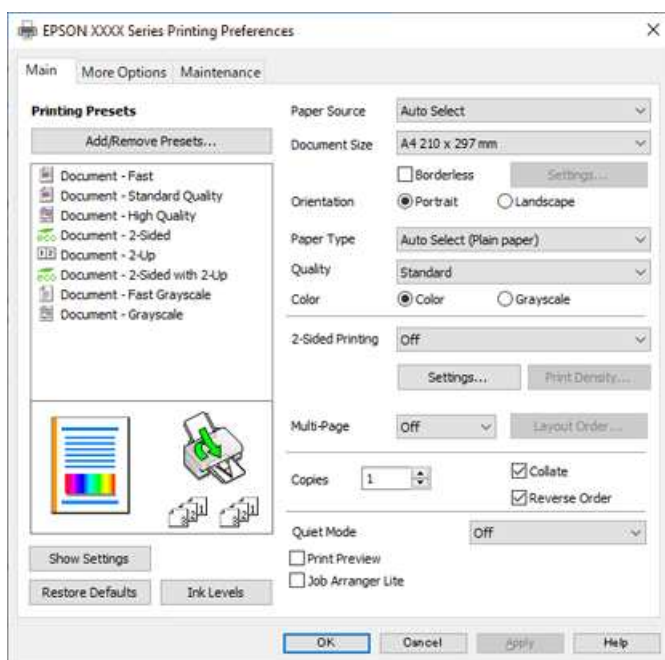 EPSON XXXX Series Printing Preferences
Main More Options Maintenance
Printing Presets
Add/Remove Presets...
Document - Fast
Document - Standard Quality
Document - High Quality
Document - 2-Sided
Document - 2-Up
Document - 2-Sided with 2-Up
Document - Fast Grayscale
Document - Grayscale
Show Settings
Restore Defaults Ink Levels
Paper Source Auto Select
Document Size A4 210 x 297 mm
Borderless Settings...
Orientation Portrait Landscape
Paper Type Auto Select (Plain paper)
Quality Standard
Color Color Grayscale
2-Sided Printing Off
Settings... Print Density...
Multi-Page Off Layout Order...
Copies 1 Collate
Reverse Order
Quiet Mode Off
Print Preview
Job Arranger Lite
OK Cancel Apply Help